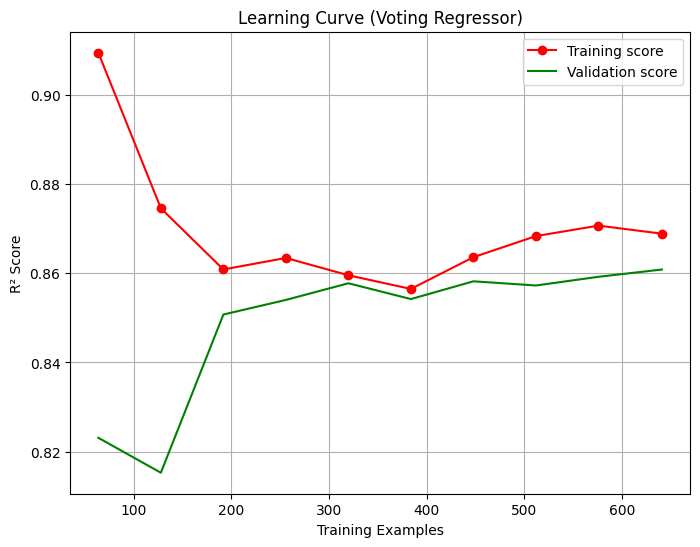 Learning Curve (Voting Regressor)
Training score
Validation score
R² Score
0.90
0.88
0.86
0.84
0.82
100
200
300
400
500
600
Training Examples